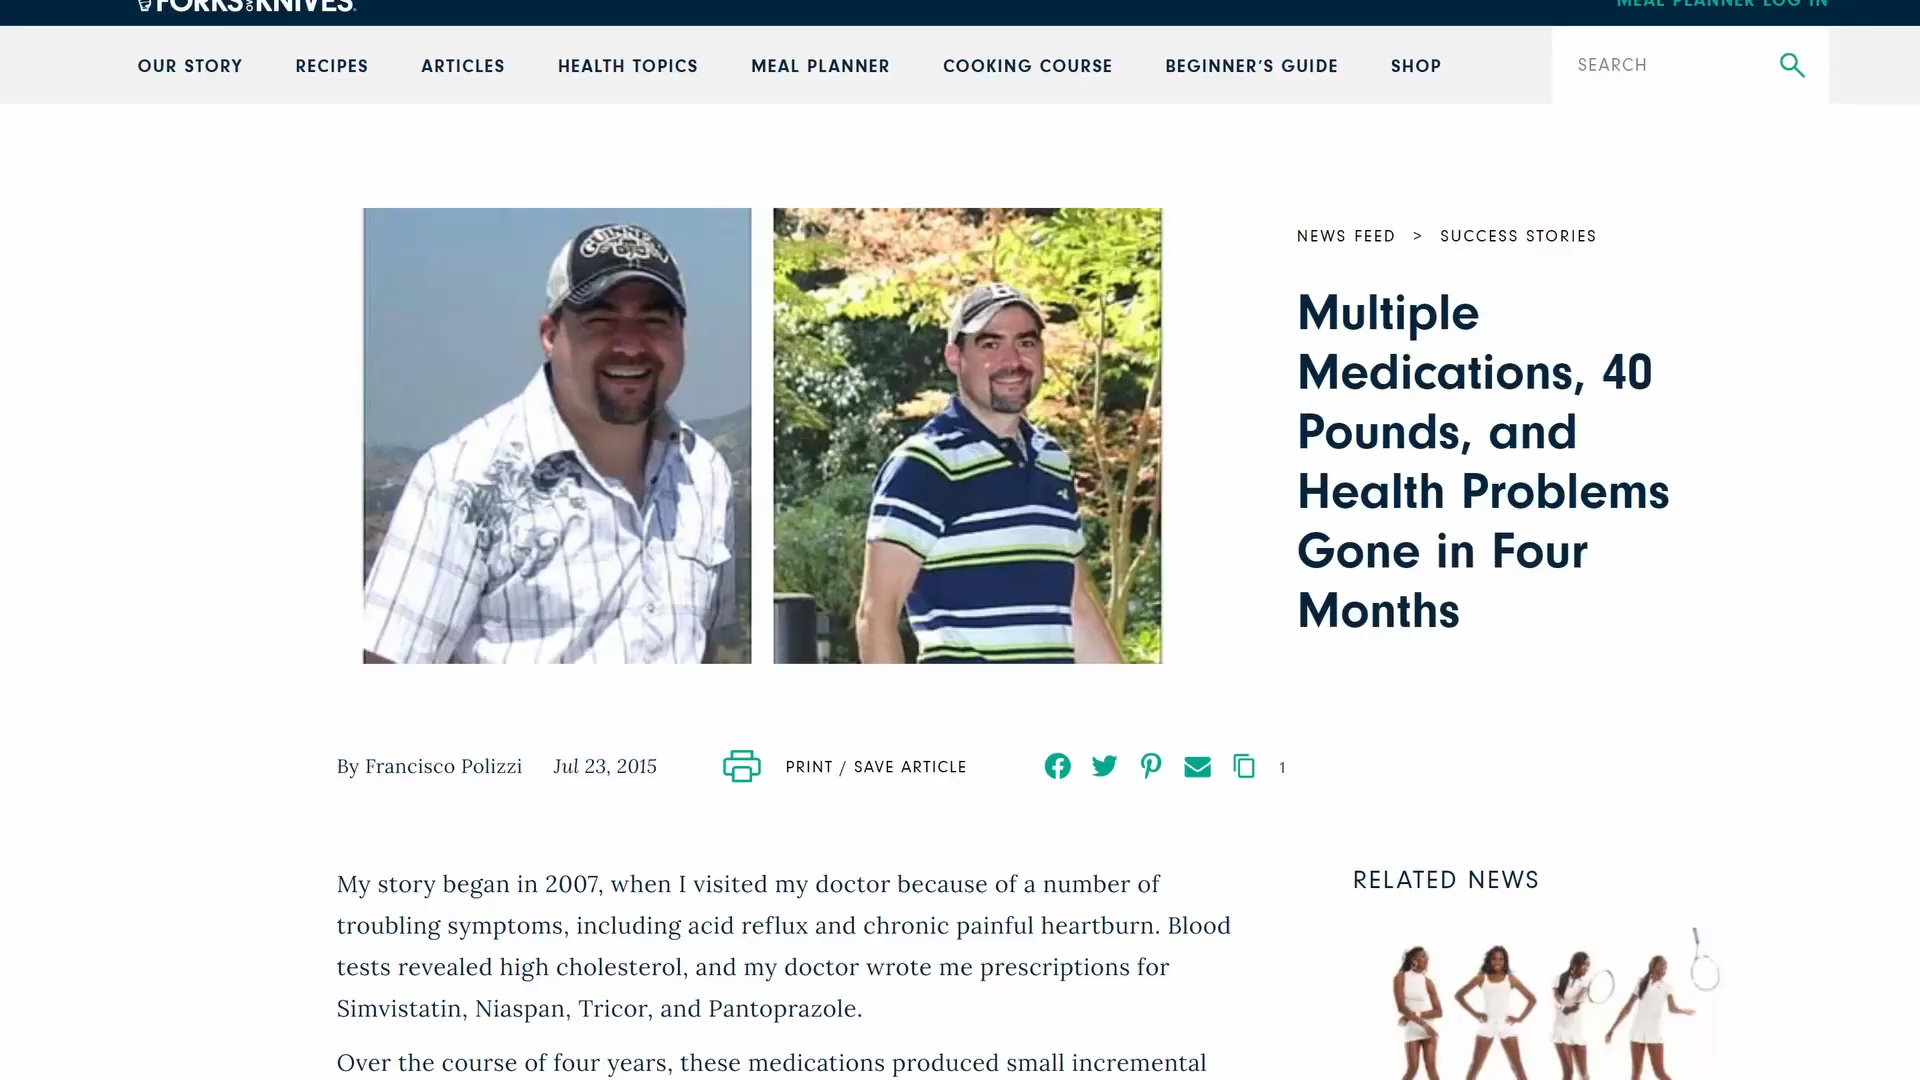 FORKS OVER KNIVES
MEAL PLANNER LOG IN
OUR STORY
RECIPES
ARTICLES
HEALTH TOPICS
MEAL PLANNER
COOKING COURSE
BEGINNER'S GUIDE
SHOP
SEARCH
GUINNESS
NEWS FEED > SUCCESS STORIES
Multiple
Medications, 40
Pounds, and
Health Problems
Gone in Four
Months
By Francisco Polizzi
Jul 23, 2015
PRINT / SAVE ARTICLE
1
My story began in 2007, when I visited my doctor because of a number of
troubling symptoms, including acid reflux and chronic painful heartburn. Blood
tests revealed high cholesterol, and my doctor wrote me prescriptions for
Simvistatin, Niaspan, Tricor, and Pantoprazole.
Over the course of four years, these medications produced small incremental
RELATED NEWS